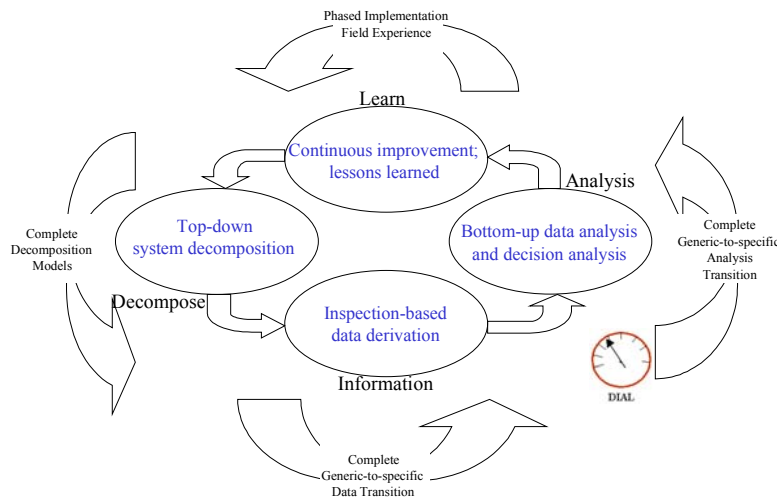 Phased Implementation
Field Experience
Learn
Continuous improvement;
lessons learned
Analysis
Top-down
system decomposition
Bottom-up data analysis
and decision analysis
Complete
Decomposition
Models
Complete
Generic-to-specific
Analysis
Transition
Decompose
Inspection-based
data derivation
Information
DIAL
Complete
Generic-to-specific
Data Transition